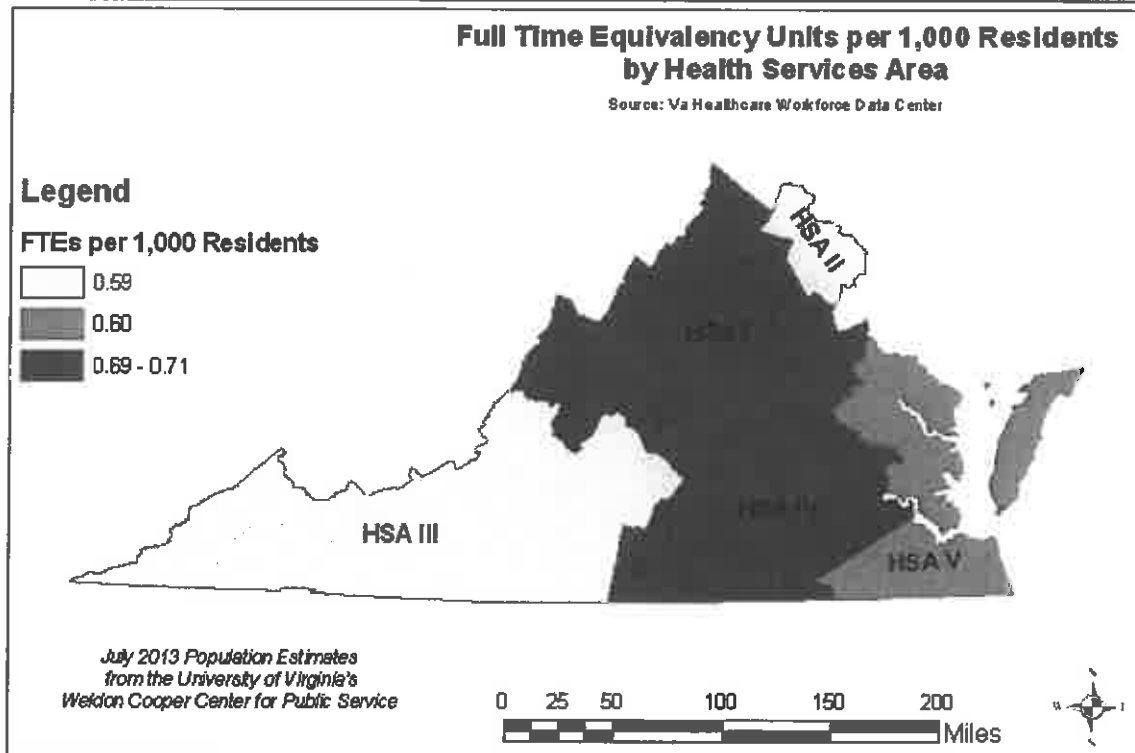 Full Time Equivalency Units per 1,000 Residents
by Health Services Area
Source: Va Healthcare Workforce Data Center
Legend
FTEs per 1,000 Residents
0.59
0.60
0.69 - 0.71
HSA II
HSA I
HSA III
HSA IV
HSA V
July 2013 Population Estimates
from the University of Virginia's
Weldon Cooper Center for Public Service
0 25 50 100 150 200
Miles
W